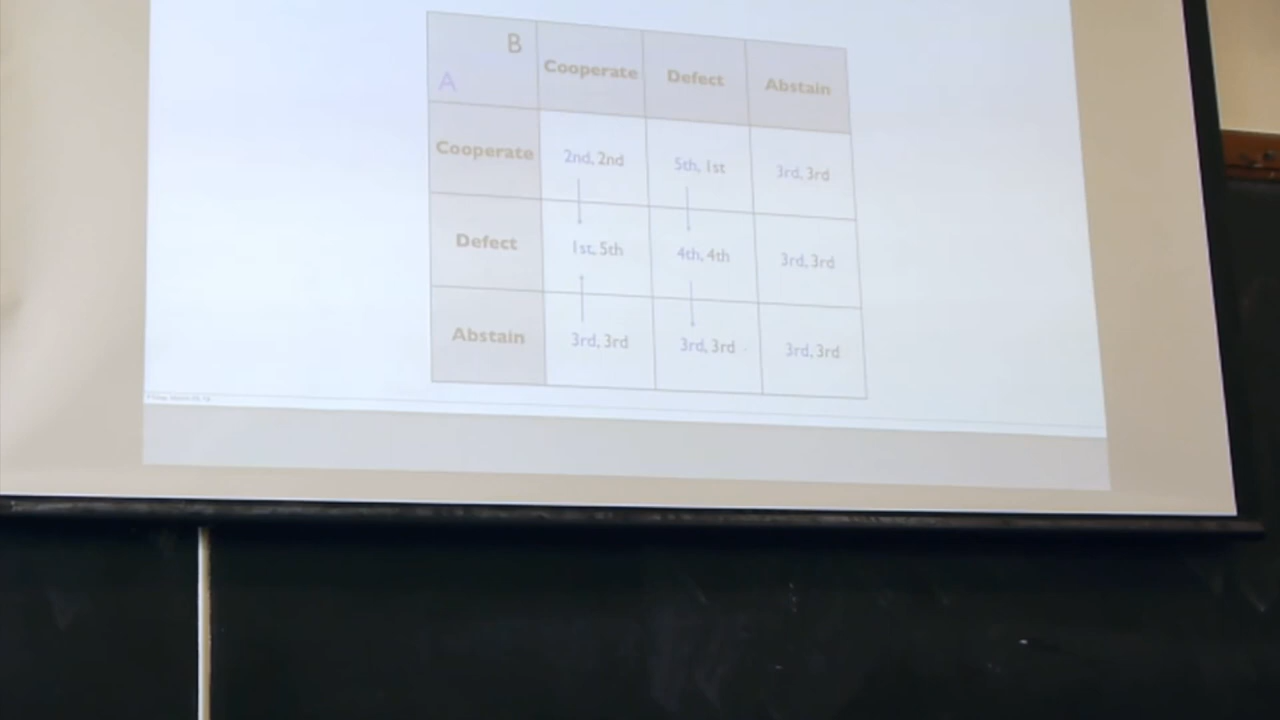 B
A
Cooperate Defect Abstain
Cooperate 2nd, 2nd 5th, 1st 3rd, 3rd
Defect 1st, 5th 4th, 4th 3rd, 3rd
Abstain 3rd, 3rd 3rd, 3rd 3rd, 3rd